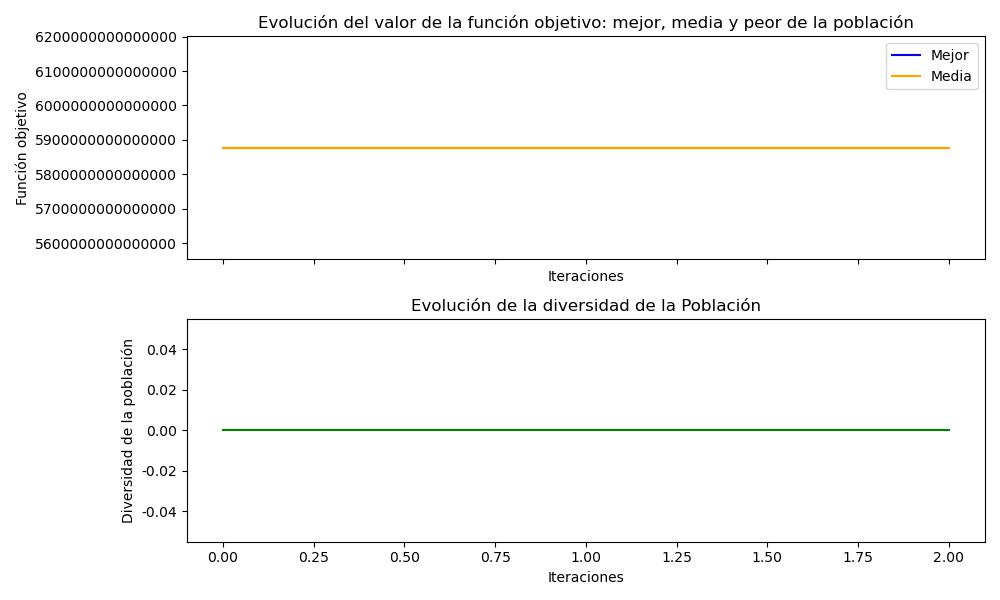 Evolución del valor de la función objetivo: mejor, media y peor de la población
6200000000000000
6100000000000000
6000000000000000
5900000000000000
5800000000000000
5700000000000000
5600000000000000
Función objetivo
Mejor
Media
Iteraciones
Evolución de la diversidad de la Población
0.04
0.02
0.00
-0.02
-0.04
Diversidad de la población
0.00 0.25 0.50 0.75 1.00 1.25 1.50 1.75 2.00
Iteraciones